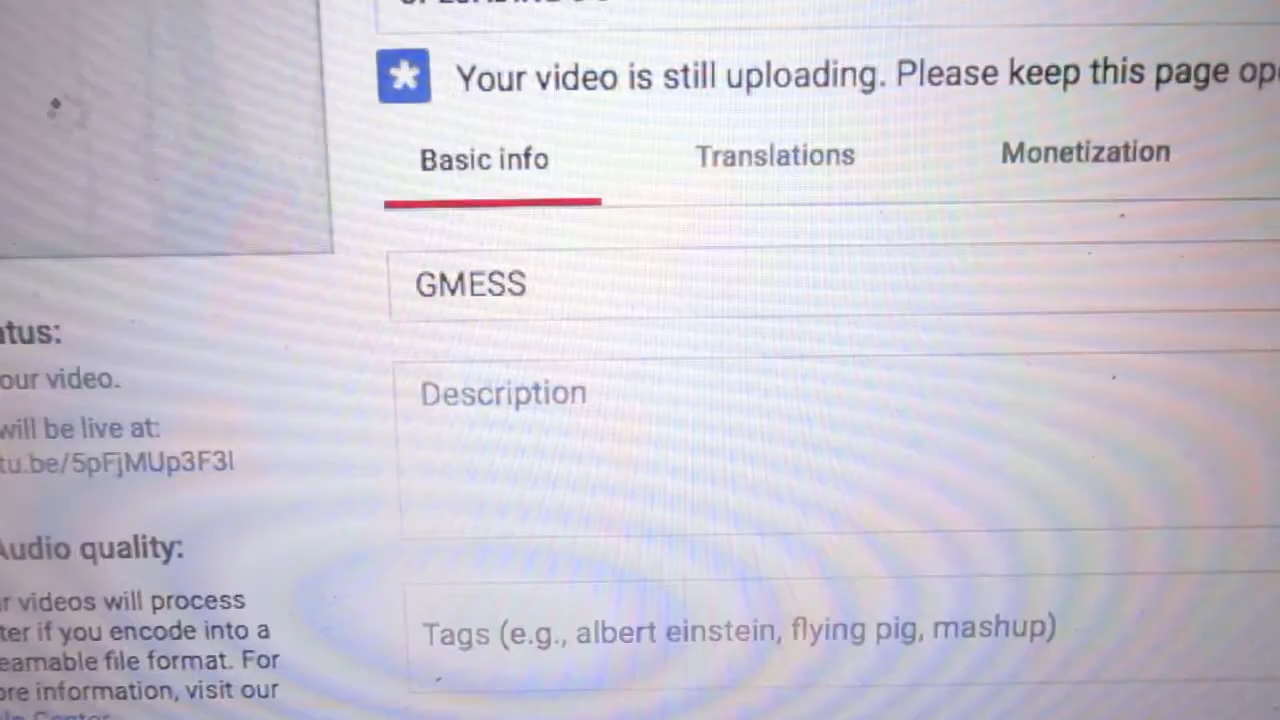 Your video is still uploading. Please keep this page op
Basic info
Translations
Monetization
GMESS
Description
Tags (e.g., albert einstein, flying pig, mashup)
atus:
our video.
will be live at:
tu.be/5pFjMUp3F3I
Audio quality:
r videos will process
ter if you encode into a
eamable file format. For
ore information, visit our